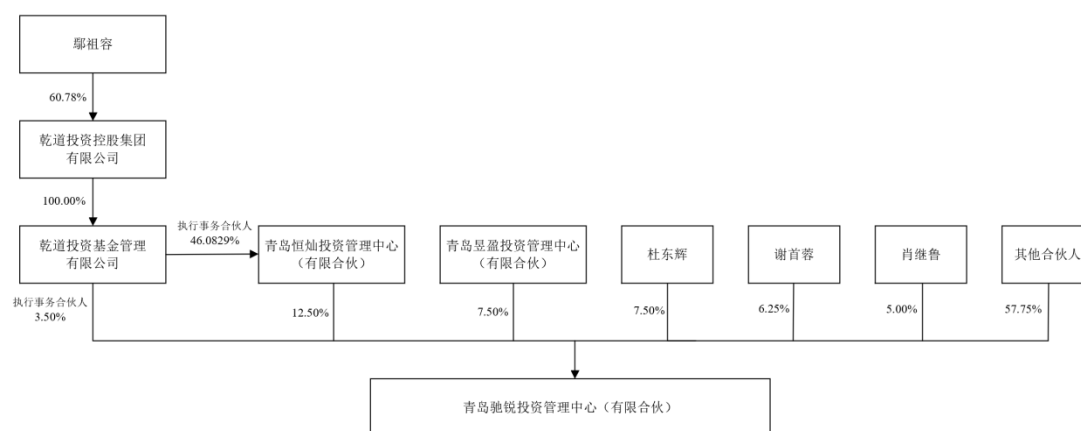 鄢祖容
60.78%
乾道投资控股集团
有限公司
100.00%
乾道投资基金管理
有限公司
执行事务合伙人
46.0829%
青岛恒灿投资管理中心
（有限合伙）
青岛昱盈投资管理中心
（有限合伙）
杜东辉
谢首蓉
肖继鲁
其他合伙人
执行事务合伙人
3.50%
12.50%
7.50%
7.50%
6.25%
5.00%
57.75%
青岛驰锐投资管理中心（有限合伙）